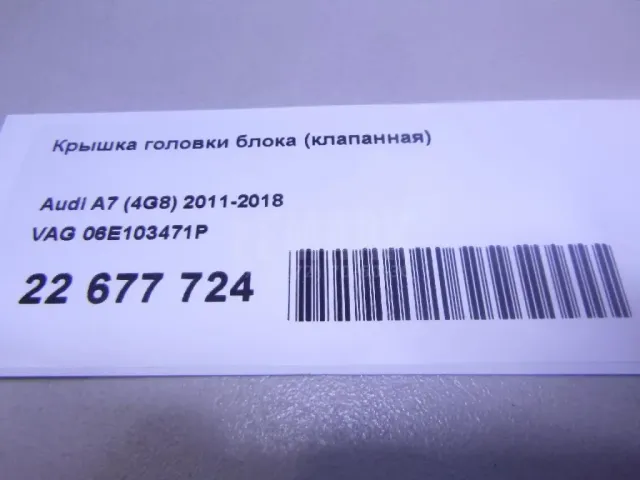 Крышка головки блока (клапанная)
Audi A7 (4G8) 2011-2018
VAG 06E103471P
22 677 724